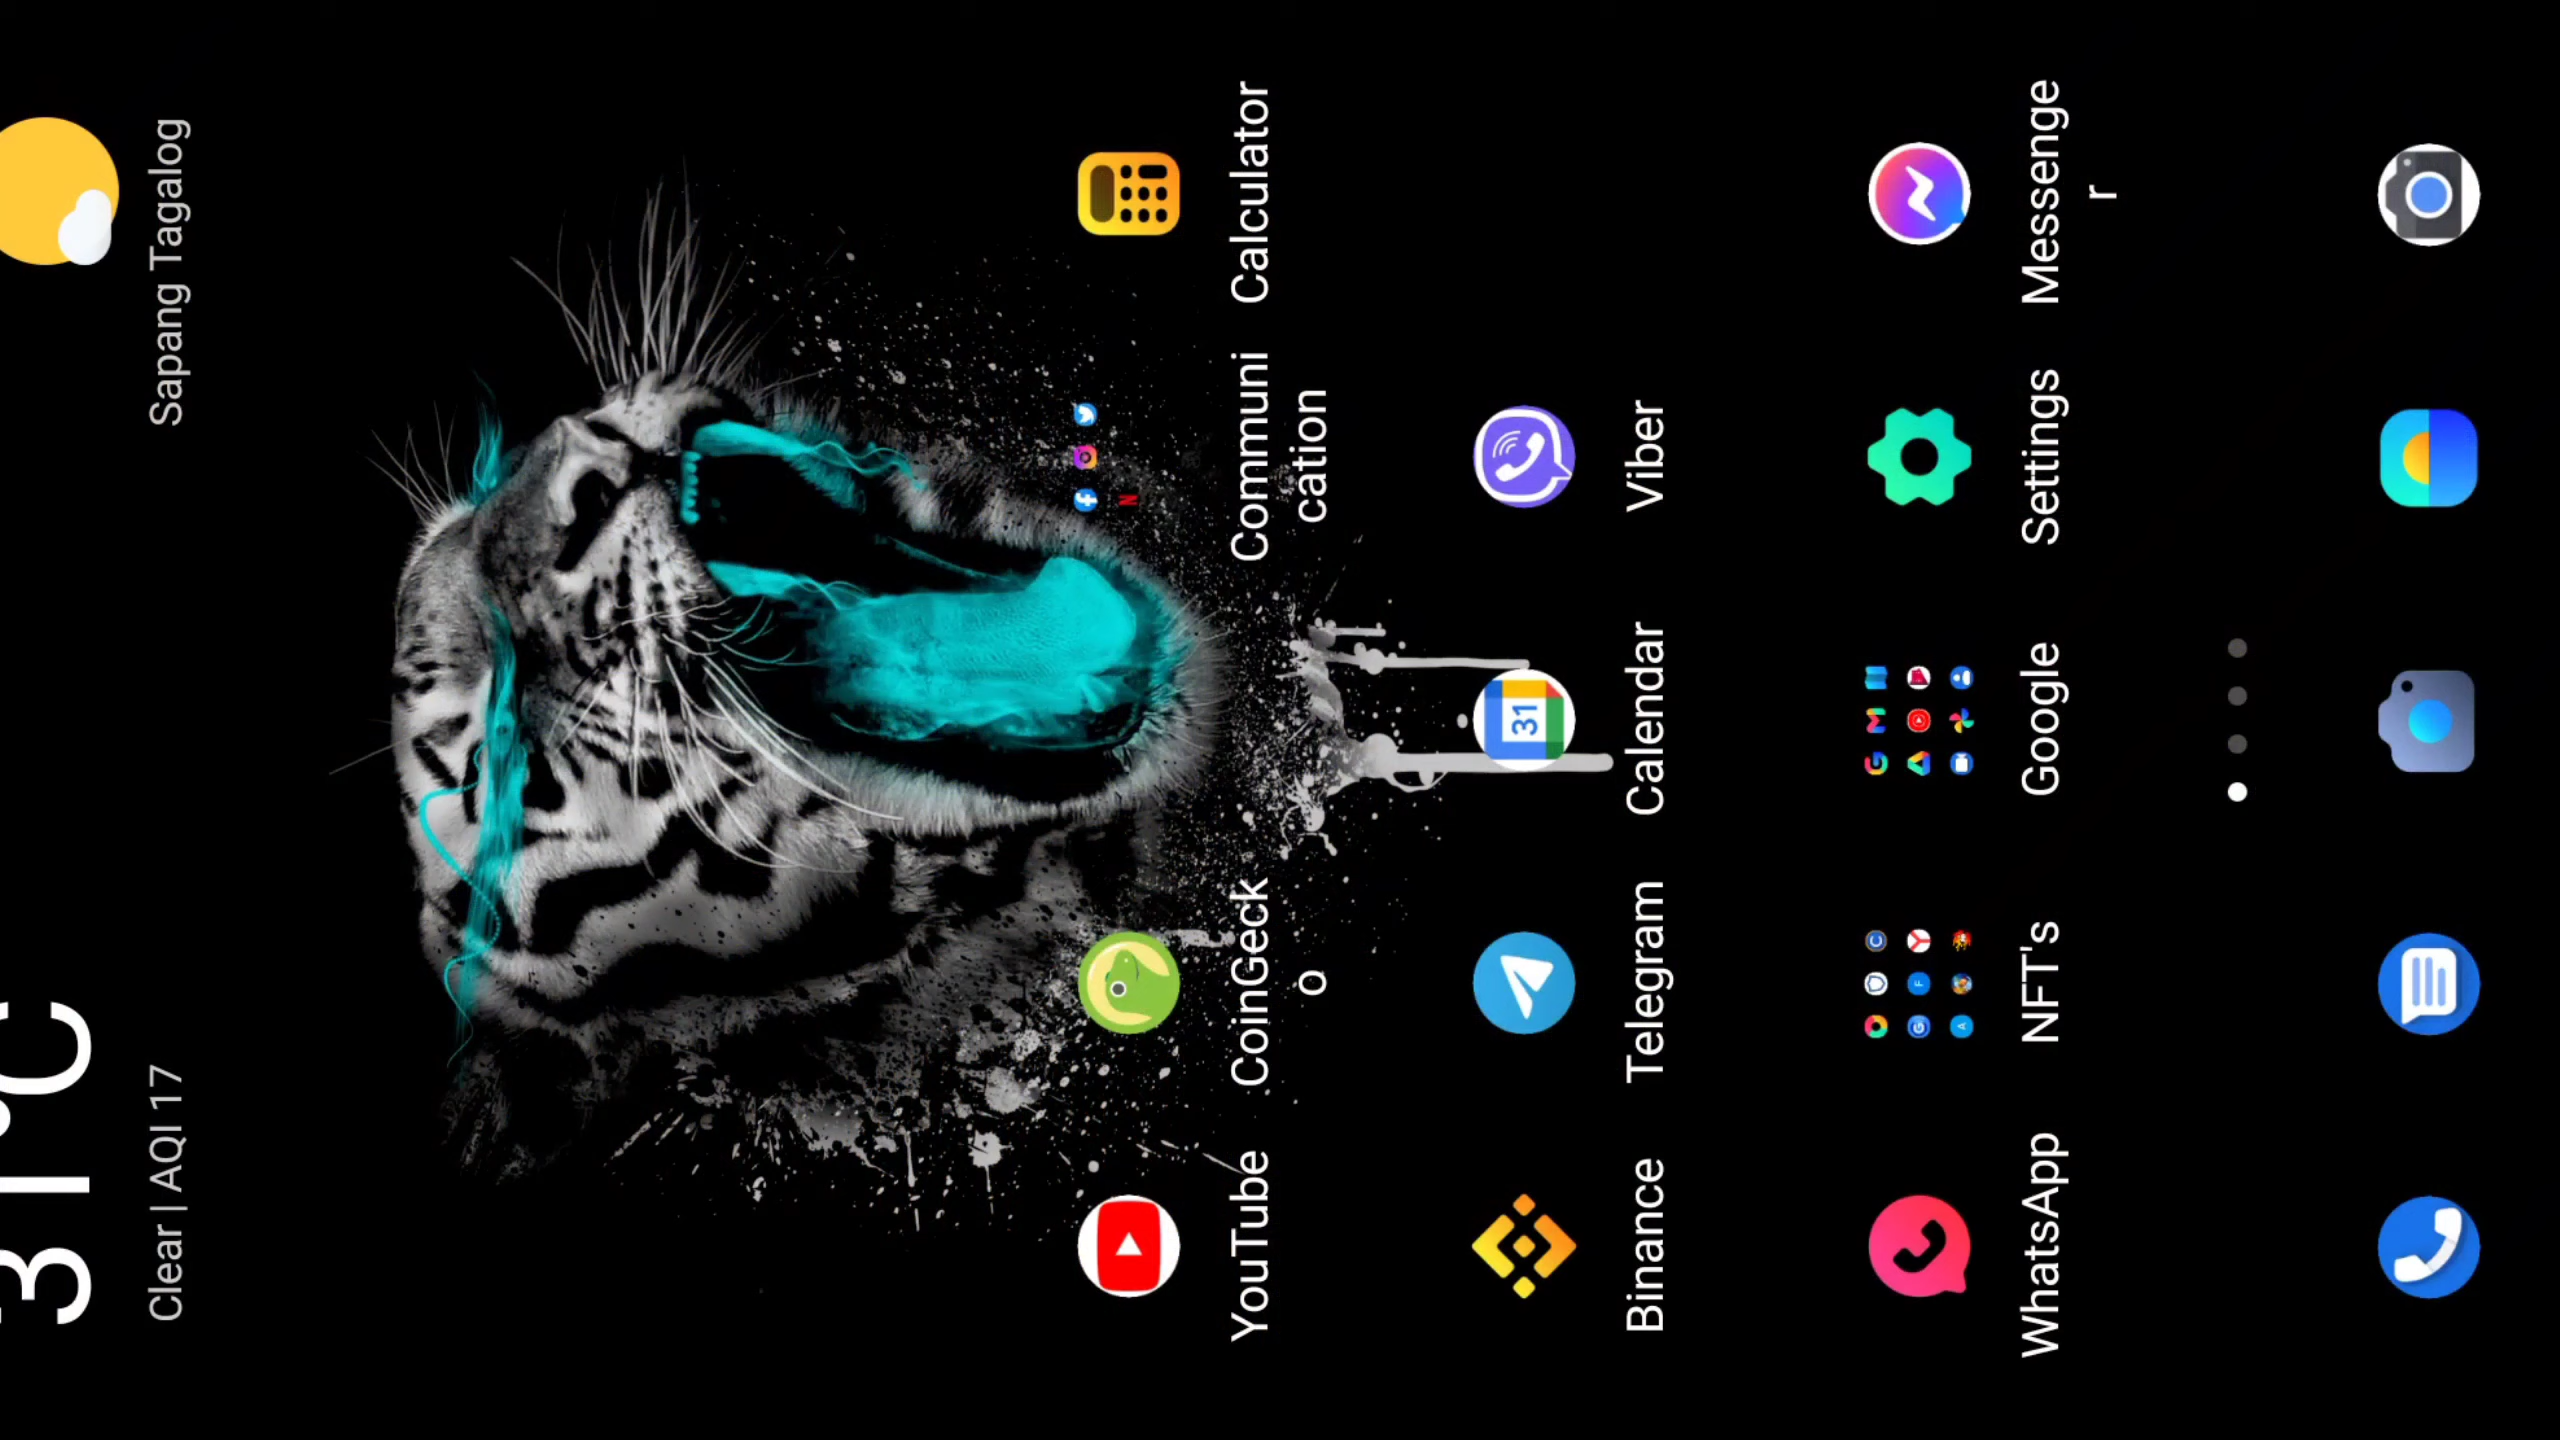 31°C
Clear | AQI 17
Sapang Tagalog
YouTube
CoinGeck
o
Communi
cation
Calculator
Binance
Telegram
31
Calendar
Viber
WhatsApp
NFT's
Google
Settings
Messenge
r